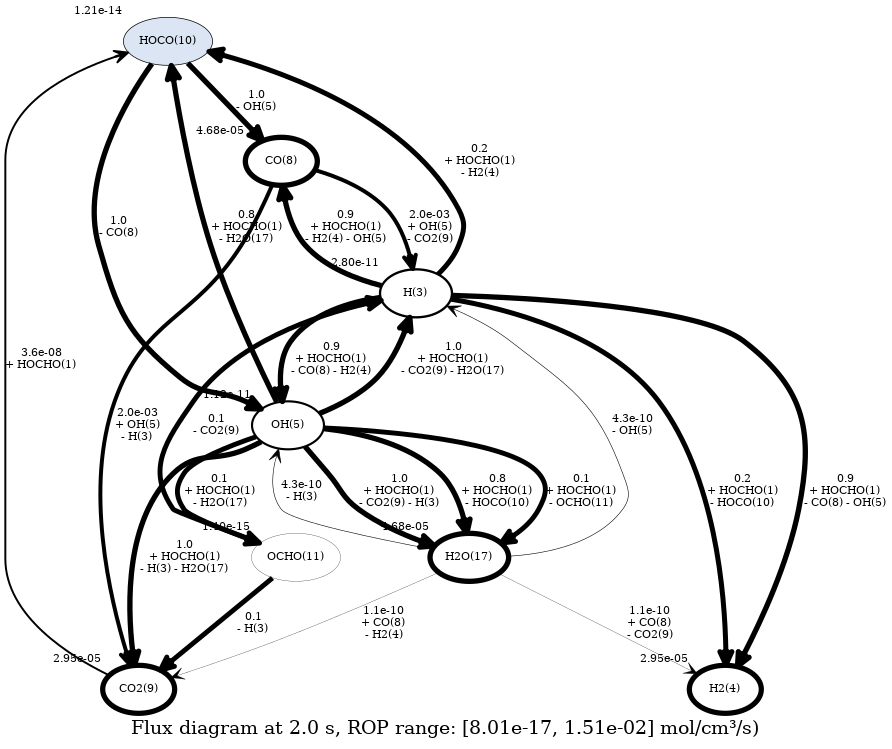 1.21e-14
HOCO(10)
1.0
- OH(5)
4.68e-05
CO(8)
0.2
+ HOCHO(1)
- H2(4)
1.0
- CO(8)
0.8
+ HOCHO(1)
- H2O(17)
0.9
+ HOCHO(1)
- H2(4) - OH(5)
2.0e-03
+ OH(5)
- CO2(9)
2.80e-11
H(3)
3.6e-08
+ HOCHO(1)
0.9
+ HOCHO(1)
- CO(8) - H2(4)
1.0
+ HOCHO(1)
- CO2(9) - H2O(17)
OH(5)
2.0e-03
+ OH(5)
- H(3)
0.1
- CO2(9)
4.3e-10
- OH(5)
0.1
+ HOCHO(1)
- H2O(17)
4.3e-10
- H(3)
1.0
+ HOCHO(1)
- CO2(9) - H(3)
0.8
+ HOCHO(1)
- HOCO(10)
0.1
+ HOCHO(1)
- OCHO(11)
0.2
+ HOCHO(1)
- HOCO(10)
0.9
+ HOCHO(1)
- CO(8) - OH(5)
4.68e-05
1.0
+ HOCHO(1)
- H(3) - H2O(17)
OCHO(11)
H2O(17)
0.1
- H(3)
1.1e-10
+ CO(8)
- H2(4)
1.1e-10
+ CO(8)
- CO2(9)
2.95e-05
CO2(9)
2.95e-05
H2(4)
Flux diagram at 2.0 s, ROP range: [8.01e-17, 1.51e-02] mol/cm³/s)